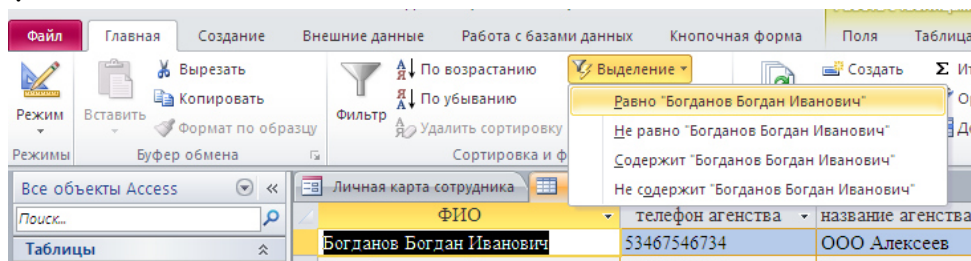 Файл Главная Создание Внешние данные Работа с базами данных Кнопочная форма Поля Таблица
Режим
Вставить
Вырезать
Копировать
Формат по образцу
Фильтр
По возрастанию
По убыванию
Удалить сортировку
Выделение
Равно "Богданов Богдан Иванович"
Не равно "Богданов Богдан Иванович"
Содержит "Богданов Богдан Иванович"
Не содержит "Богданов Богдан Иванович"
Создать
Σ
Режимы Буфер обмена Сортировка и ф
Все объекты Access
Личная карта сотрудника
Поиск...
Таблицы
ФИО телефон агенства название агенства
Богданов Богдан Иванович 53467546734 ООО Алексеев